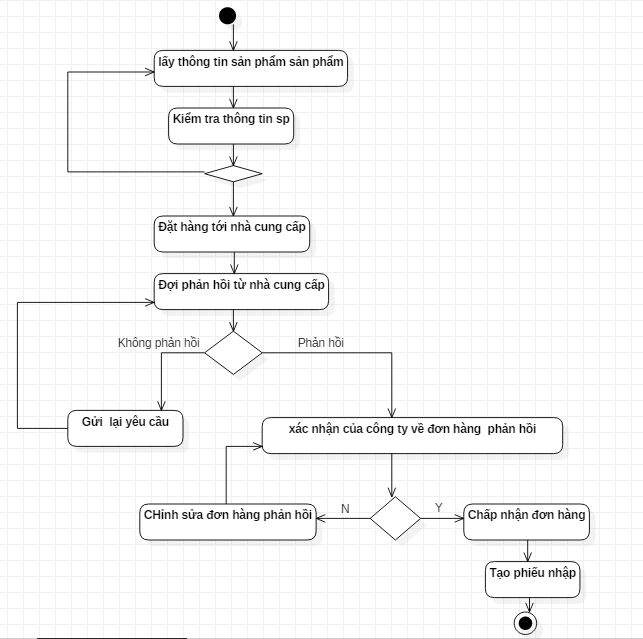 lấy thông tin sản phẩm sản phẩm
Kiểm tra thông tin sp
Đặt hàng tới nhà cung cấp
Đợi phản hồi từ nhà cung cấp
Không phản hồi
Phản hồi
Gửi lại yêu cầu
xác nhận của công ty về đơn hàng phản hồi
CHỉnh sửa đơn hàng phản hồi
N
Y
Chấp nhận đơn hàng
Tạo phiếu nhập